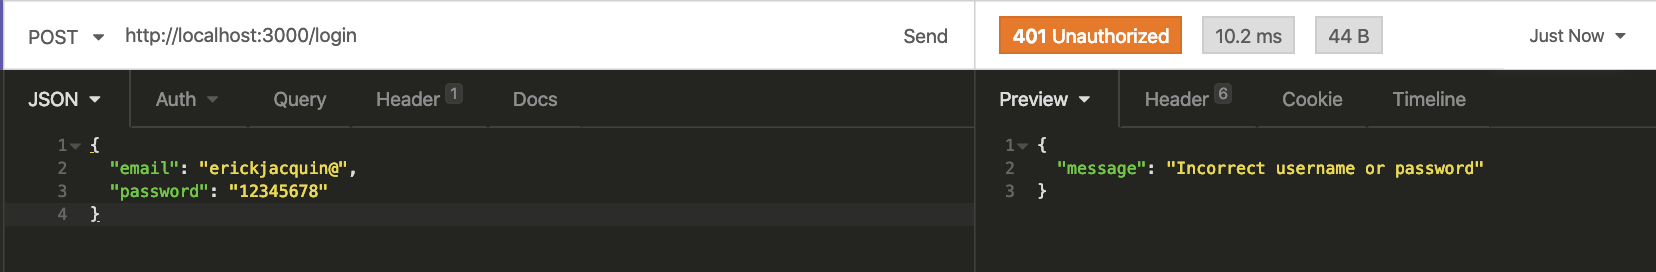 POST http://localhost:3000/login Send 401 Unauthorized 10.2 ms 44 B Just Now
JSON Auth Query Header 1 Docs
Preview Header 6 Cookie Timeline
1 {
2 "email": "erickjacquin@",
3 "password": "12345678"
4 }
1 {
2 "message": "Incorrect username or password"
3 }